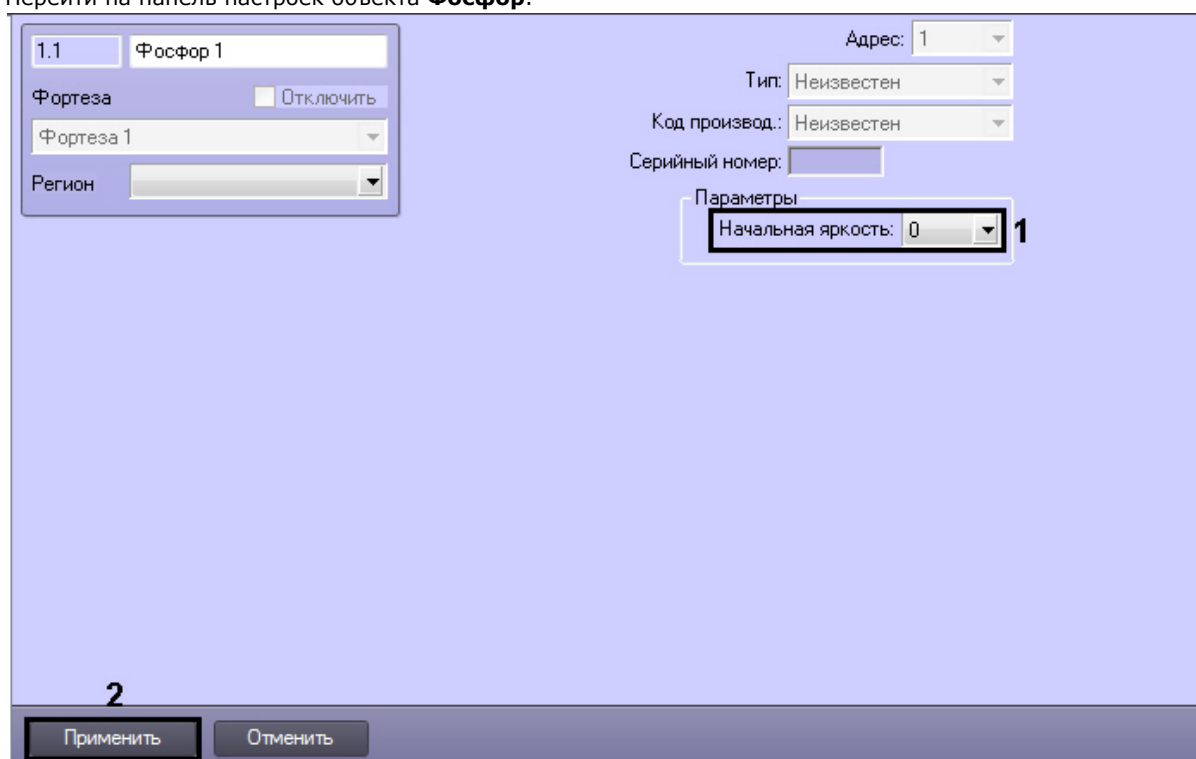 Перейти на панель настроек объекта Фосфор.
1.1 Фосфор 1
Фортеза Отключить
Фортеза 1
Регион
Адрес: 1
Тип: Неизвестен
Код производ.: Неизвестен
Серийный номер:
Параметры
Начальная яркость: 0 1
2
Применить Отменить